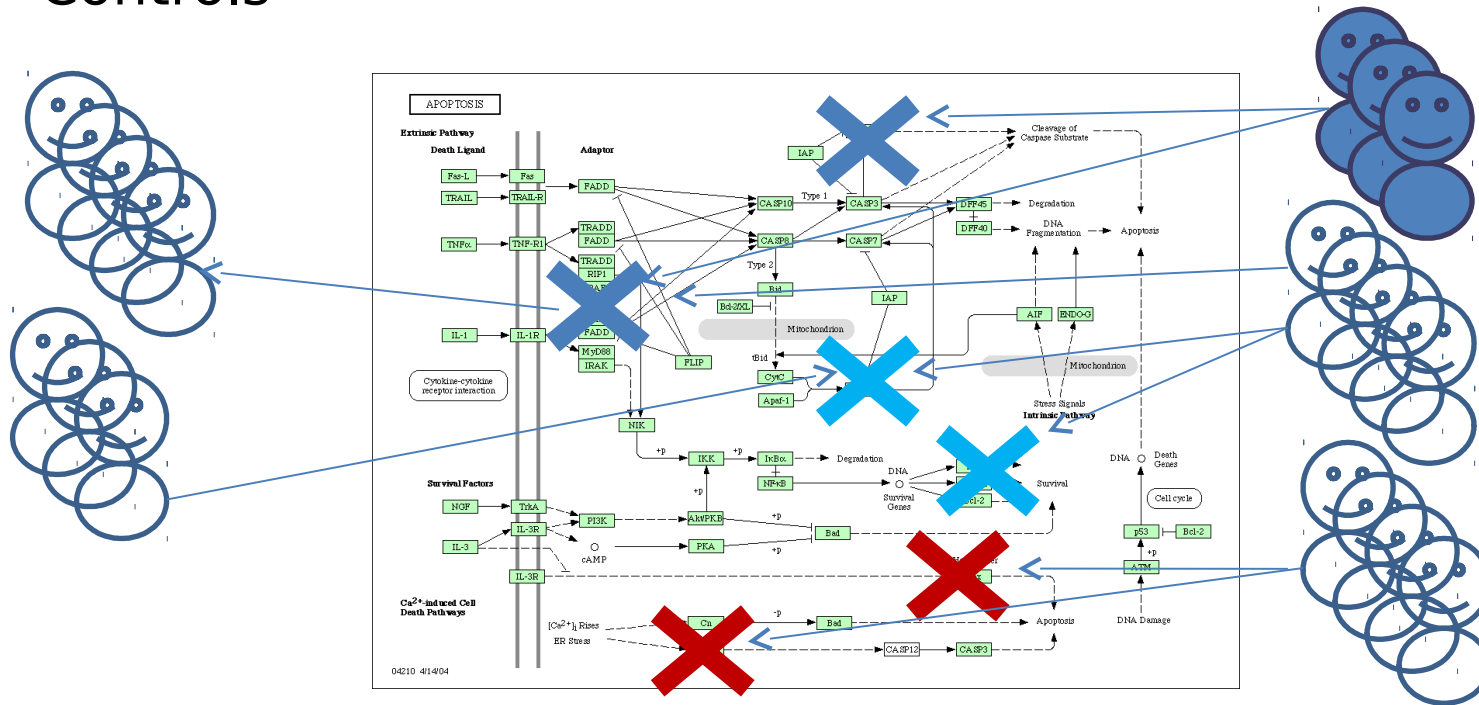 Controls
APOPTOSIS
Extrinsic Pathway
Death Ligand
Adaptor
Fas-L
Fas
FADD
TRAIL
TRAIL-R
TNFα
TNF-R1
TRADD
FADD
TRADD
RIP1
IL-1
IL-1R
FADD
MyD88
IRAK
FLIP
NIK
Cytokine-cytokine
receptor interaction
IAP
CASP10
Type 1
CASP3
CASP8
CASP7
Type 2
Bid
Bcl-2/XL
Mitochondrion
tBid
CytC
Apaf-1
IAP
Cleavage of
Caspase Substrate
DFF45
Degradation
DFF40
DNA
Fragmentation
Apoptosis
AIF
ENDO-G
Mitochondrion
Stress Signals
Intrinsic Pathway
+p
IKK
+p
IκBα
Degradation
NFκB
DNA
Survival
Genes
Bcl-2
Survival
DNA
Death
Genes
Cell cycle
p53
Bcl-2
+p
ATM
DNA Damage
Survival Factors
NGF
TrkA
IL-3
IL-3R
PI3K
cAMP
+p
Akt/PKB
+p
PKA
+p
Bad
IL-3R
Ca2+-induced Cell
Death Pathways
[Ca2+]i Rises
ER Stress
Cn
-p
Bad
Apoptosis
CASP12
CASP3
04210 4/14/04